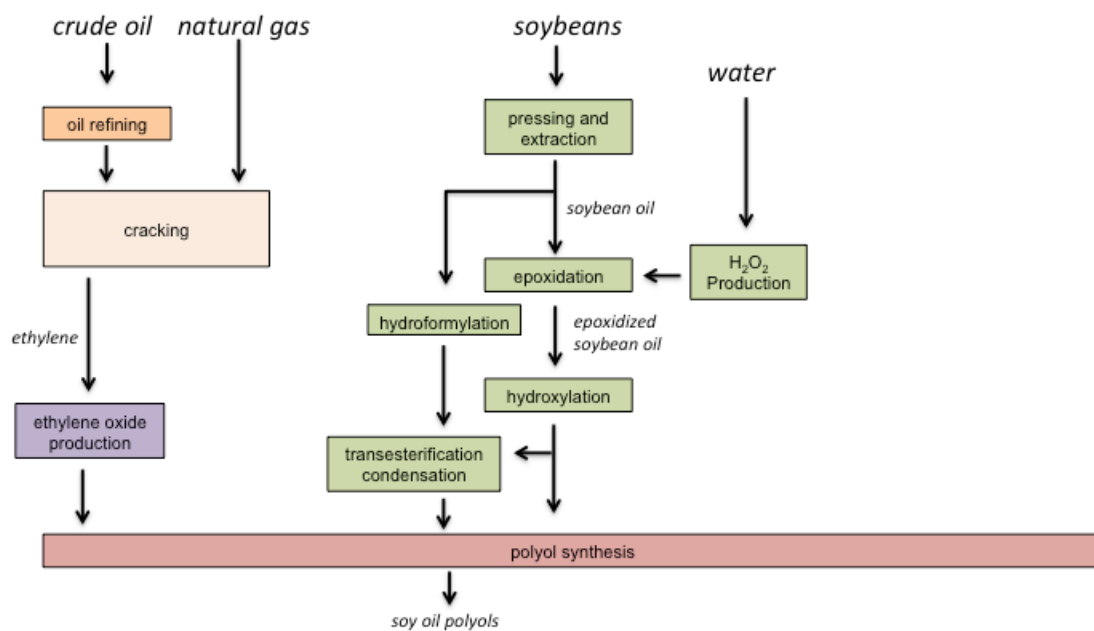 crude oil
natural gas
soybeans
water
oil refining
pressing and
extraction
cracking
soybean oil
epoxidation
H₂O₂
Production
hydroformylation
epoxidized
soybean oil
ethylene
hydroxylation
ethylene oxide
production
transesterification
condensation
polyol synthesis
soy oil polyols